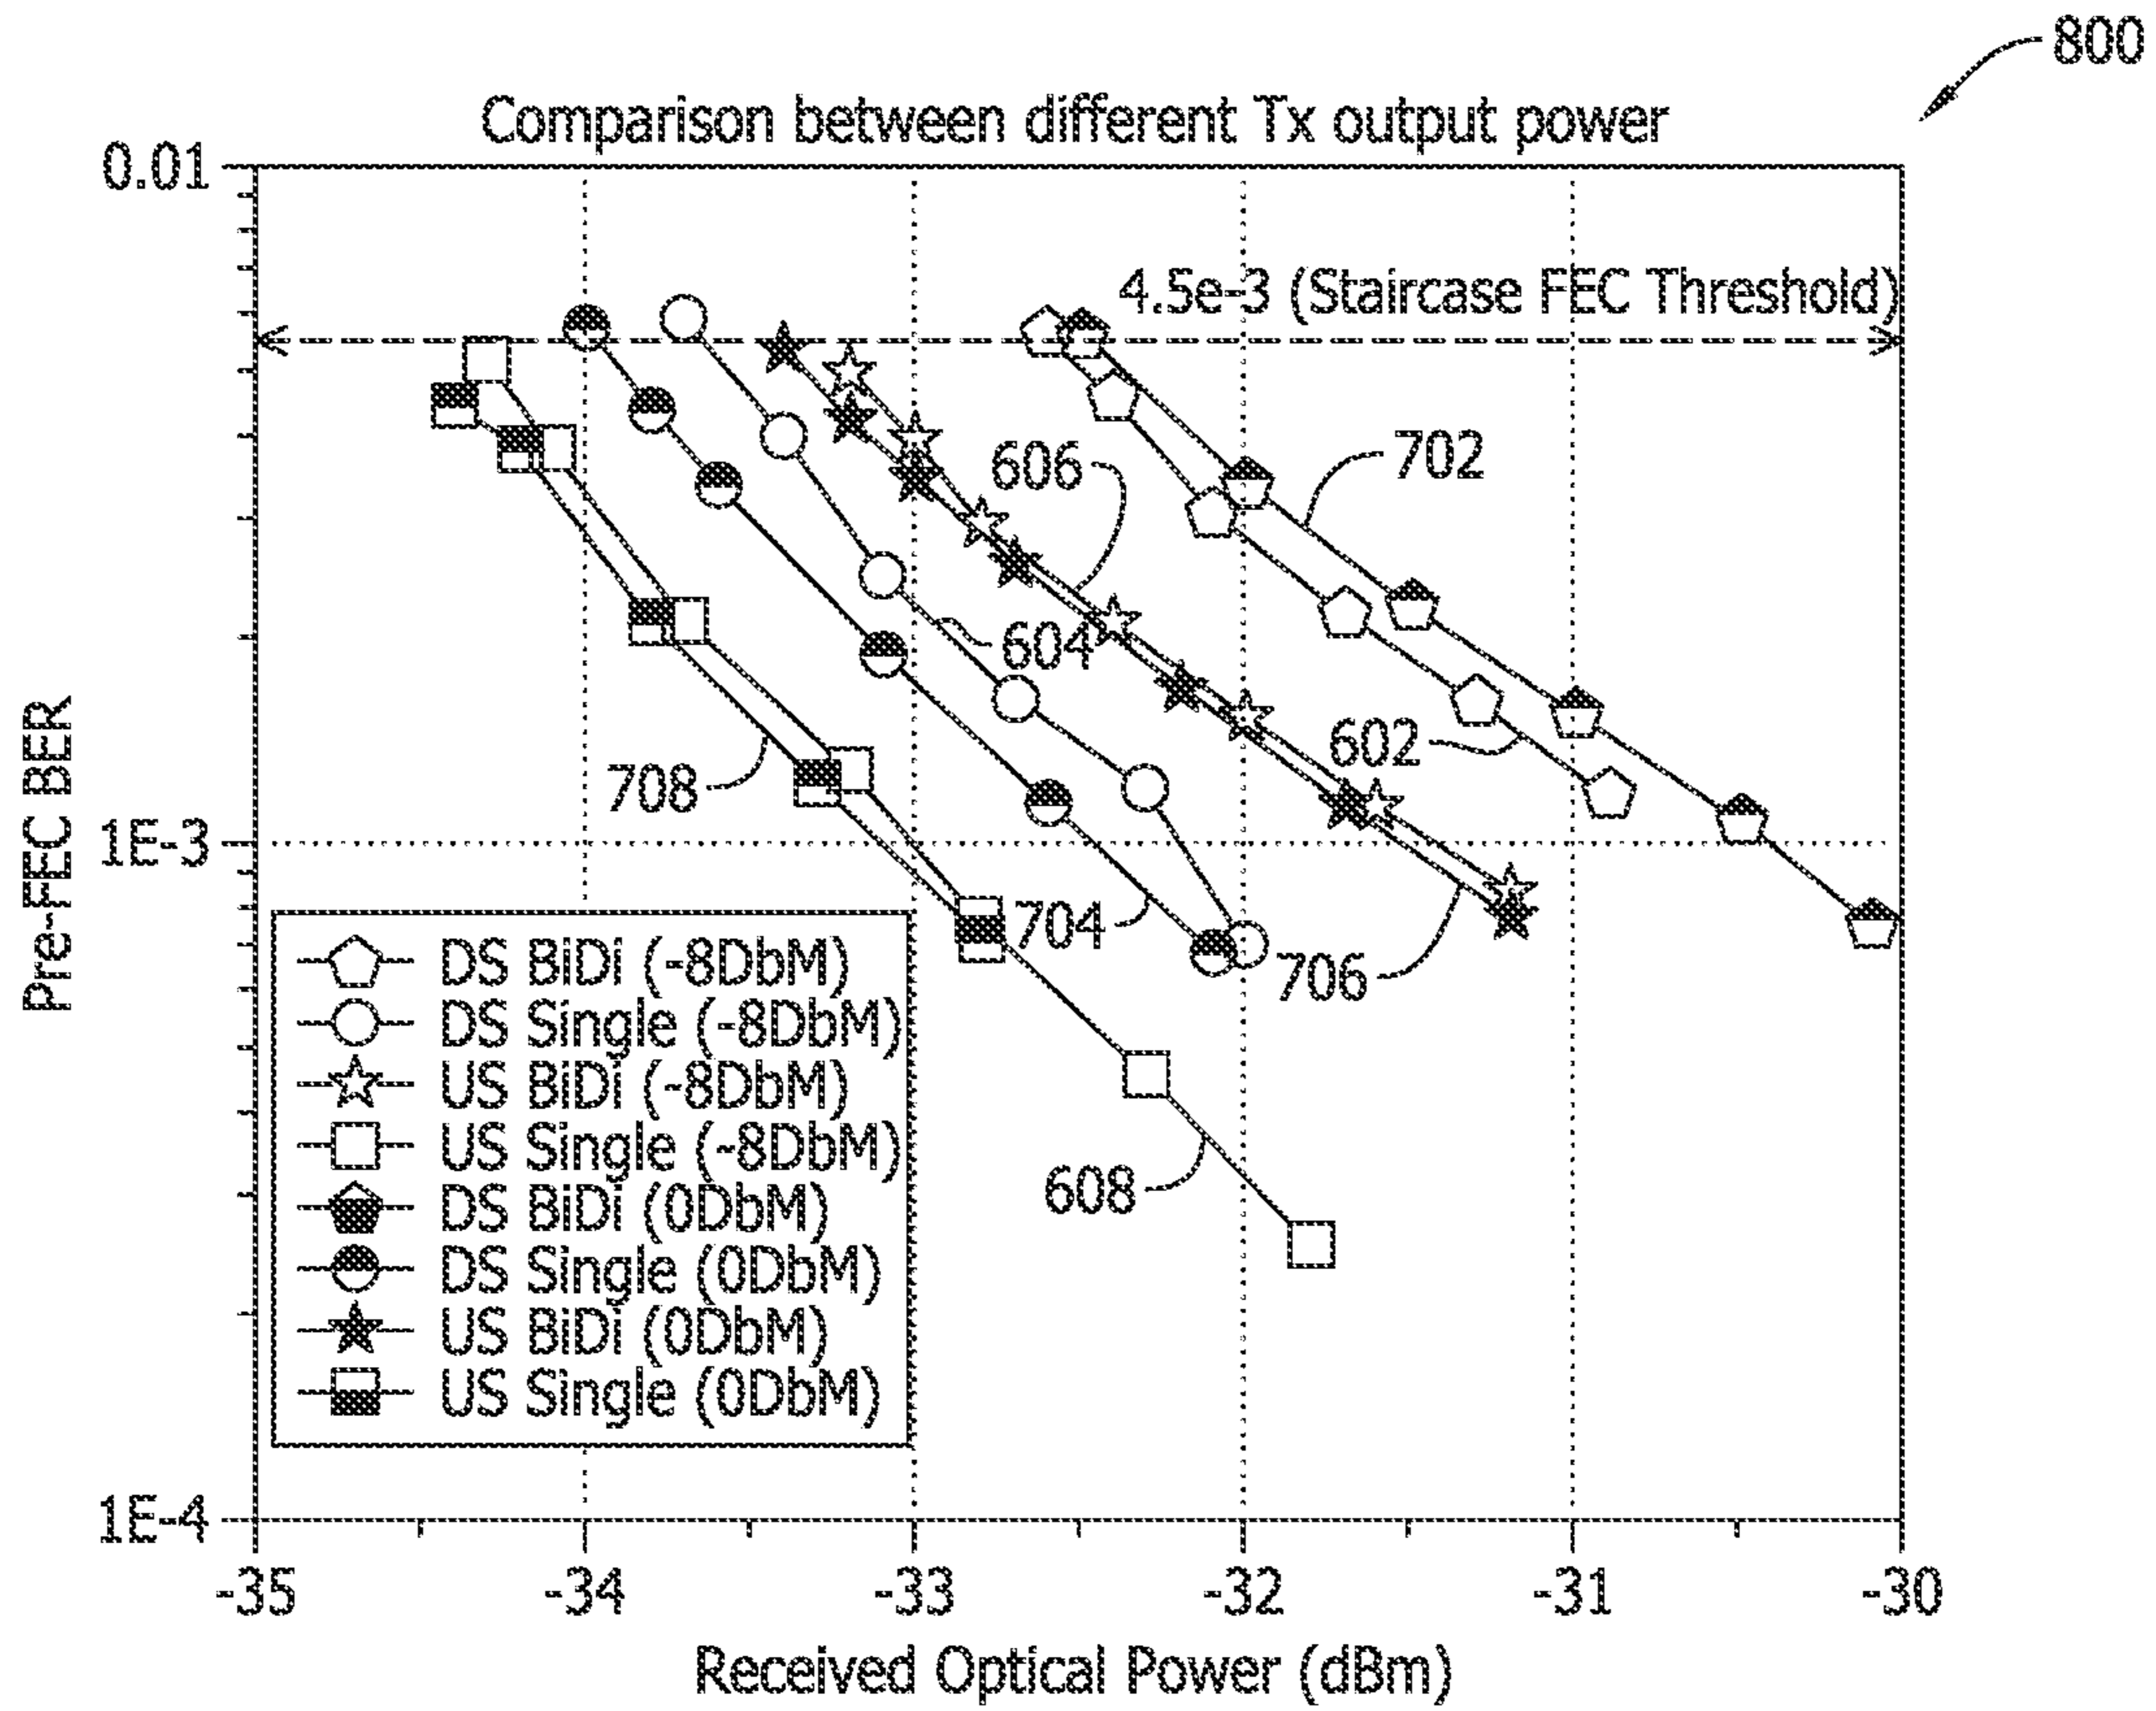 800
Comparison between different Tx output power
0.01
4.5e-3 (Staircase FEC Threshold)
606
702
604
602
708
Pre-FEC BER
1E-3
704
706
DS BiDi (-8DbM)
DS Single (-8DbM)
US BiDi (-8DbM)
US Single (-8DbM)
DS BiDi (0DbM)
DS Single (0DbM)
US BiDi (0DbM)
US Single (0DbM)
608
1E-4
-35 -34 -33 -32 -31 -30
Received Optical Power (dBm)